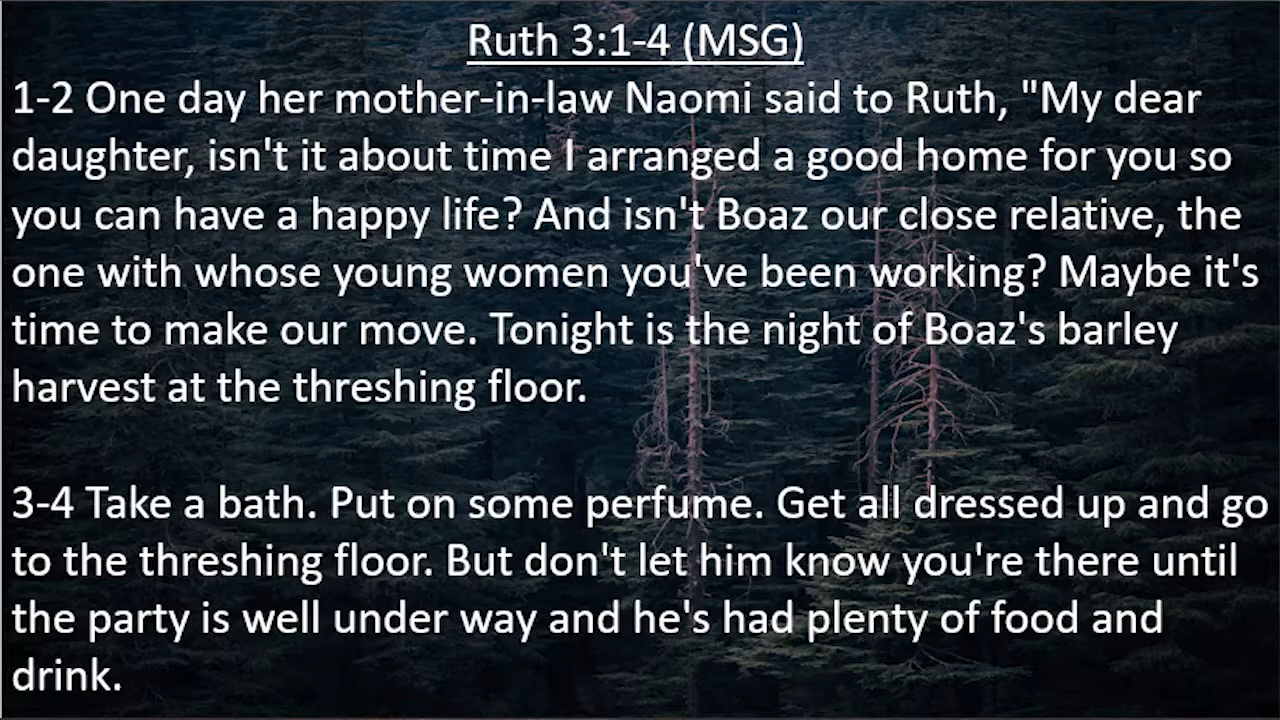 Ruth 3:1-4 (MSG)
1-2 One day her mother-in-law Naomi said to Ruth, "My dear
daughter, isn't it about time I arranged a good home for you so
you can have a happy life? And isn't Boaz our close relative, the
one with whose young women you've been working? Maybe it's
time to make our move. Tonight is the night of Boaz's barley
harvest at the threshing floor.
3-4 Take a bath. Put on some perfume. Get all dressed up and go
to the threshing floor. But don't let him know you're there until
the party is well under way and he's had plenty of food and
drink.